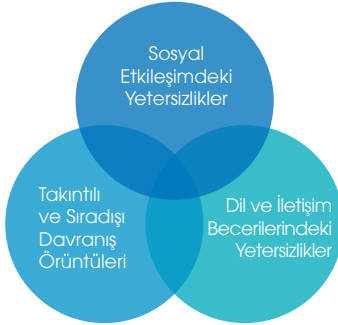 Sosyal
Etkileşimdeki
Yetersizlikler
Takıntılı
ve Sıradışı
Davranış
Örüntüleri
Dil ve İletişim
Becerilerindeki
Yetersizlikler